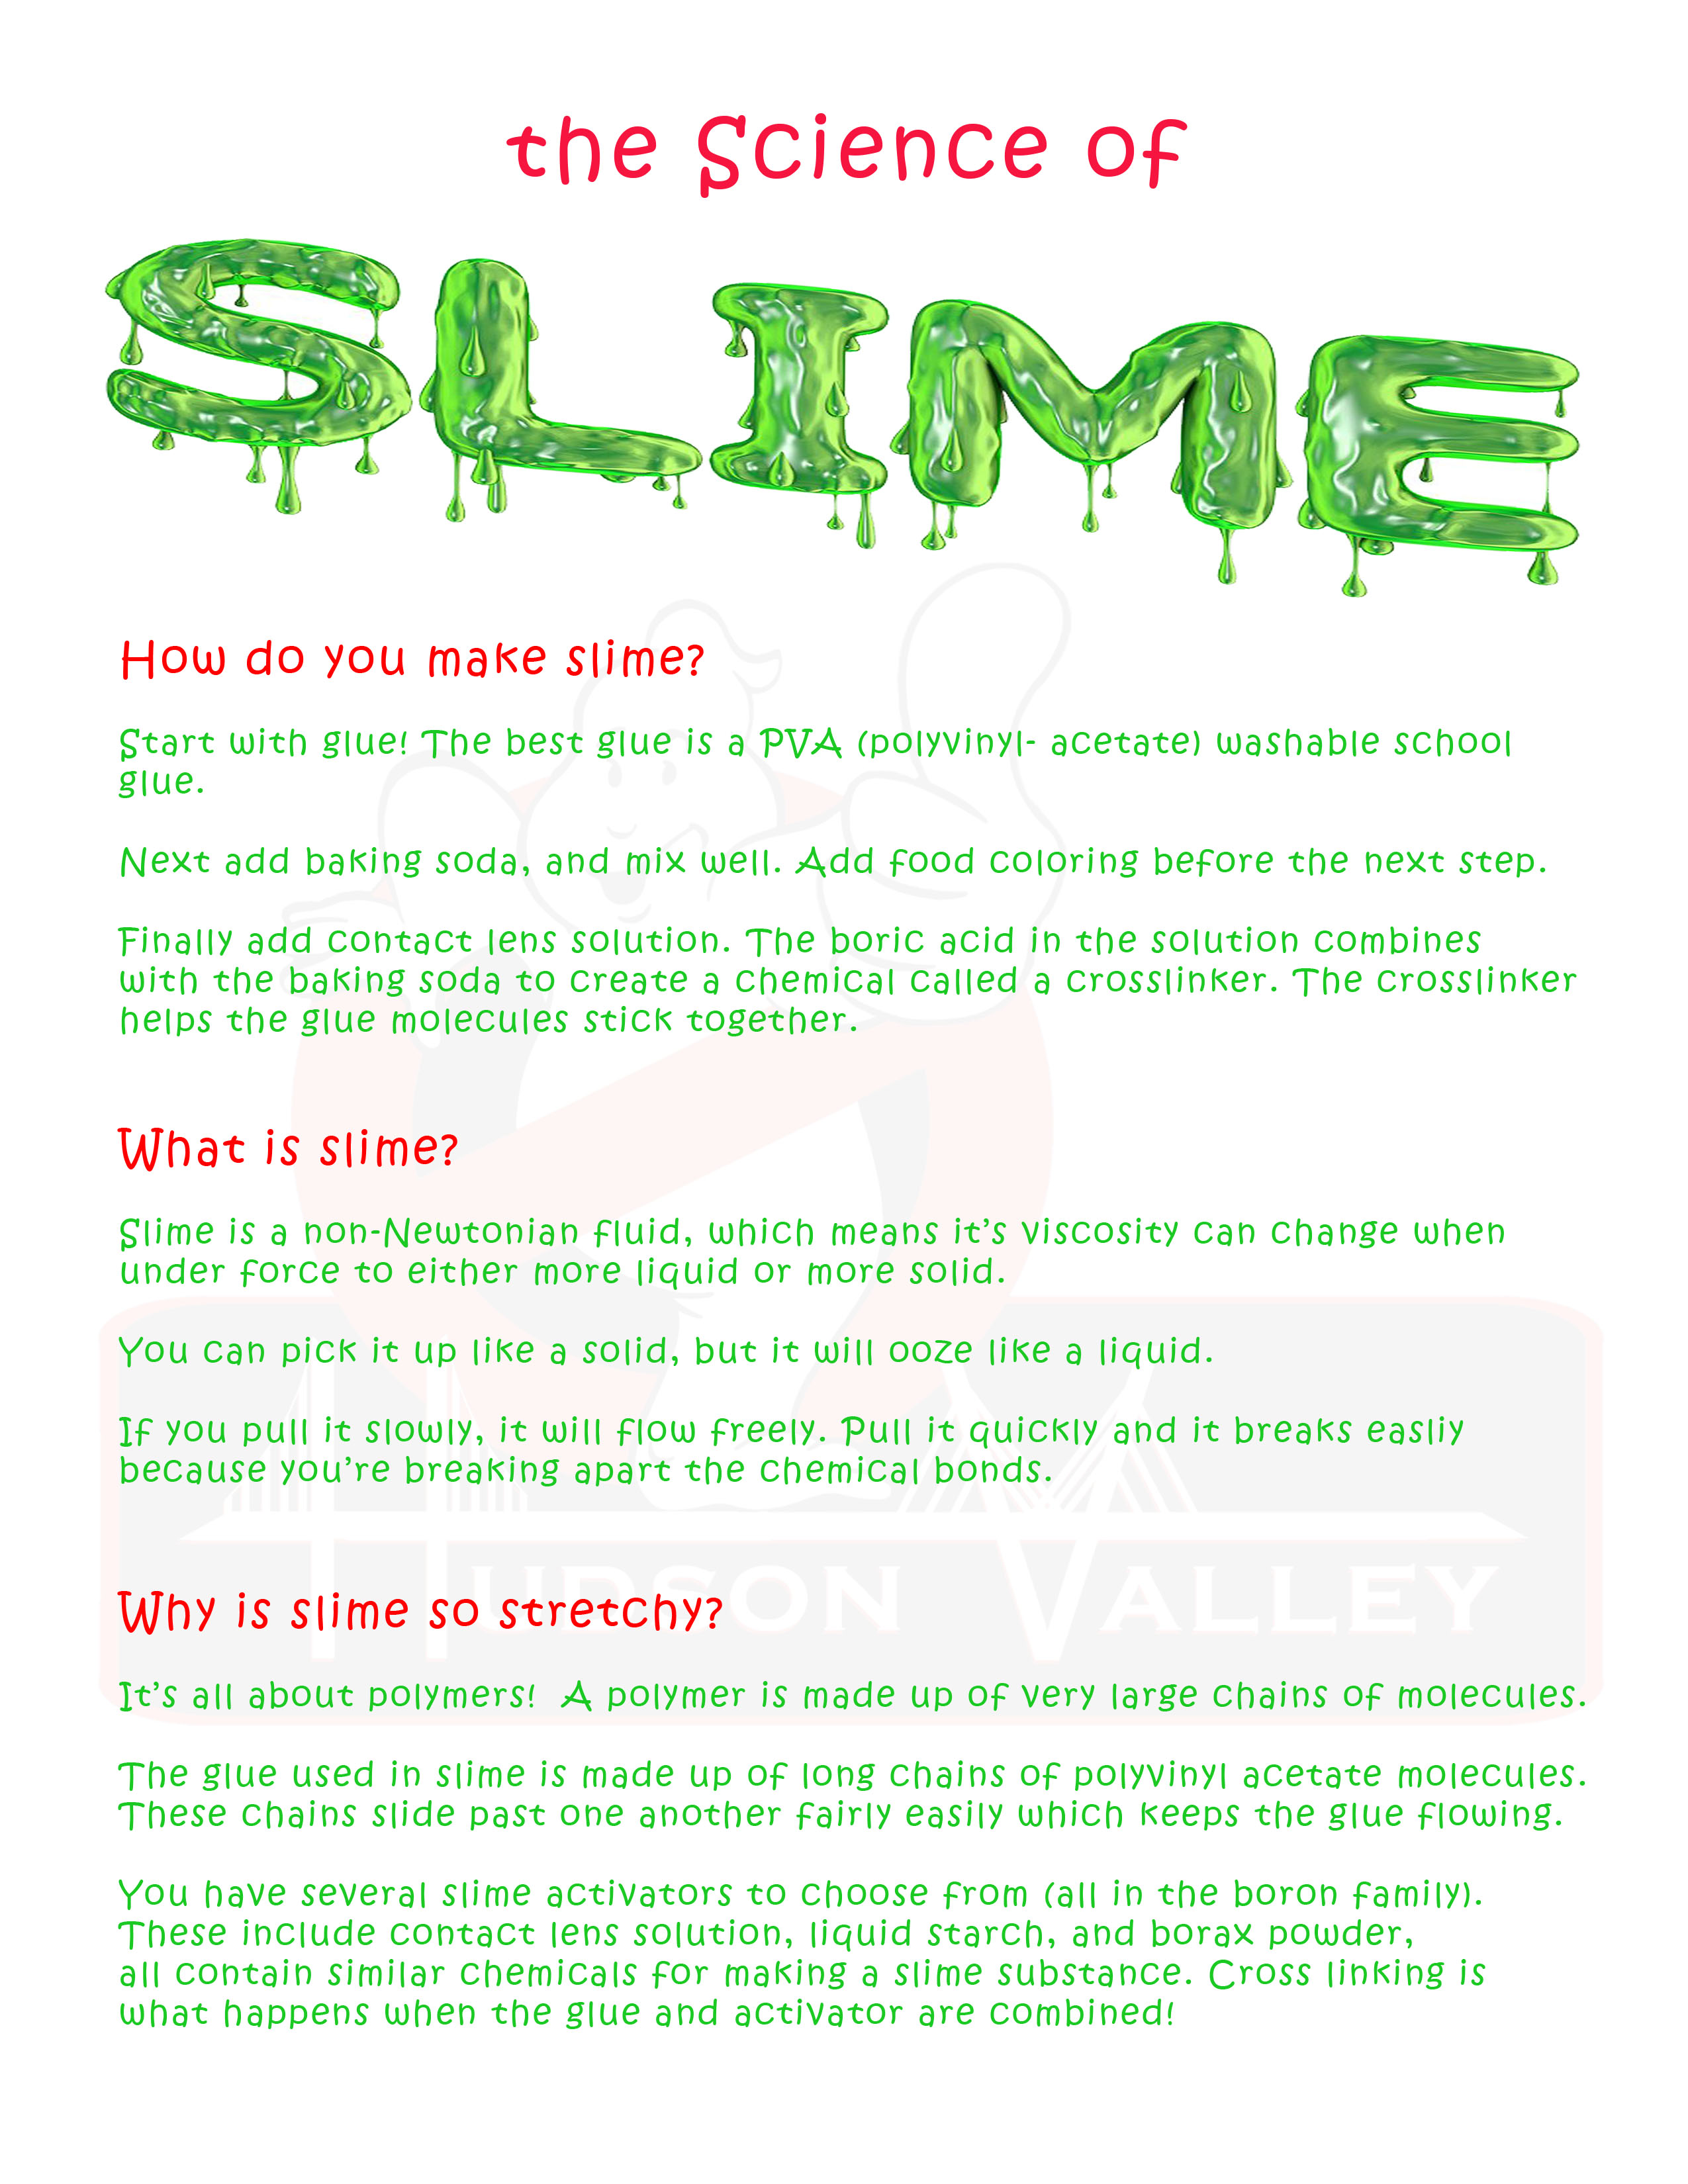 the Science of
SLIME
How do you make slime?
Start with glue! The best glue is a PVA (polyvinyl- acetate) washable school
glue.
Next add baking soda, and mix well. Add food coloring before the next step.
Finally add contact lens solution. The boric acid in the solution combines
with the baking soda to create a chemical called a crosslinker. The crosslinker
helps the glue molecules stick together.
What is slime?
Slime is a non-Newtonian fluid, which means it’s viscosity can change when
under force to either more liquid or more solid.
You can pick it up like a solid, but it will ooze like a liquid.
If you pull it slowly, it will flow freely. Pull it quickly and it breaks easliy
because you’re breaking apart the chemical bonds.
HUDSON VALLEY
Why is slime so stretchy?
It’s all about polymers!  A polymer is made up of very large chains of molecules.
The glue used in slime is made up of long chains of polyvinyl acetate molecules.
These chains slide past one another fairly easily which keeps the glue flowing.
You have several slime activators to choose from (all in the boron family).
These include contact lens solution, liquid starch, and borax powder,
all contain similar chemicals for making a slime substance. Cross linking is
what happens when the glue and activator are combined!